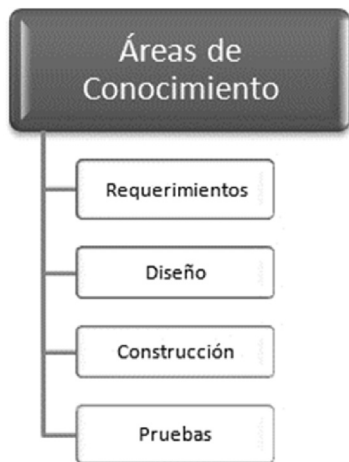 Áreas de
Conocimiento
Requerimientos
Diseño
Construcción
Pruebas